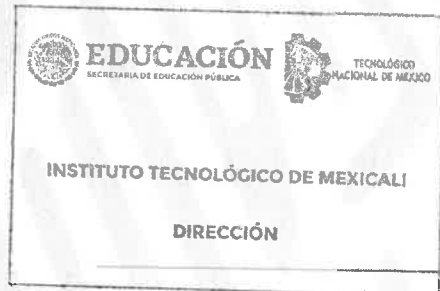 EDUCACIÓN
SECRETARÍA DE EDUCACIÓN PÚBLICA
TECNOLÓGICO
NACIONAL DE MÉXICO
INSTITUTO TECNOLÓGICO DE MEXICALI
DIRECCIÓN